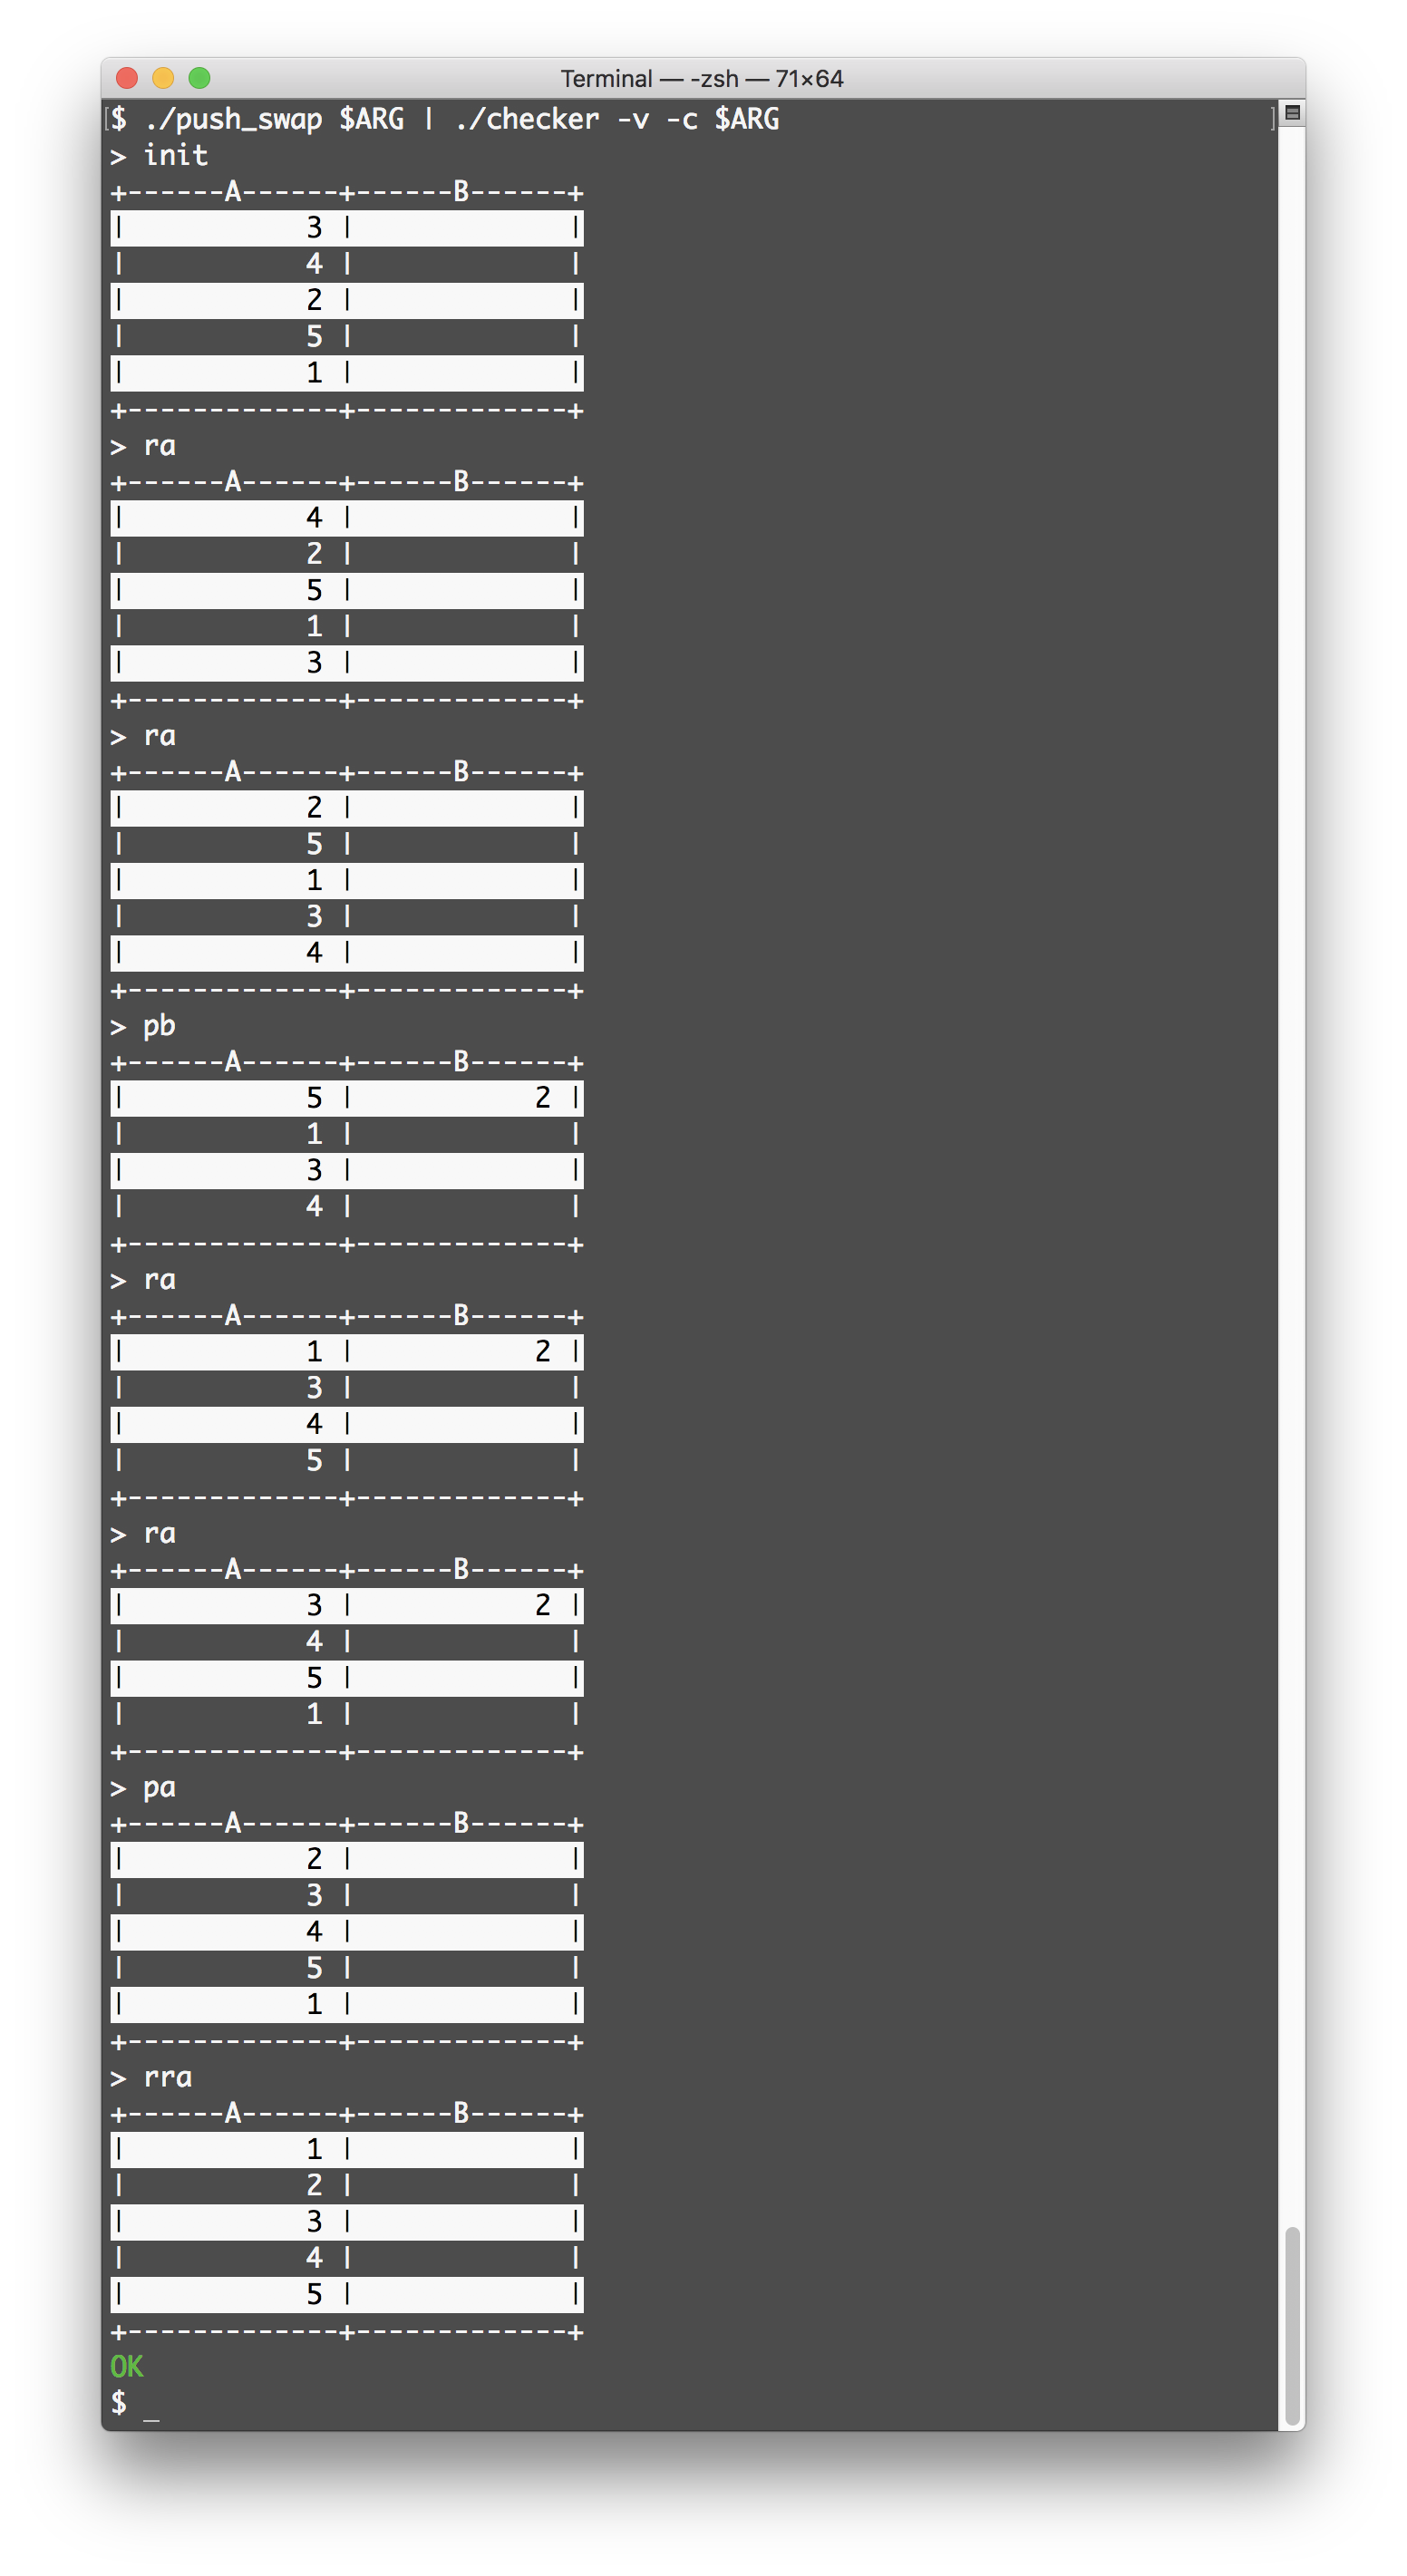 Terminal — -zsh — 71×64
$ ./push_swap $ARG | ./checker -v -c $ARG
> init
+------A------+------B------+
|           3 |             |
|           4 |             |
|           2 |             |
|           5 |             |
|           1 |             |
+-------------+-------------+
> ra
+------A------+------B------+
|           4 |             |
|           2 |             |
|           5 |             |
|           1 |             |
|           3 |             |
+-------------+-------------+
> ra
+------A------+------B------+
|           2 |             |
|           5 |             |
|           1 |             |
|           3 |             |
|           4 |             |
+-------------+-------------+
> pb
+------A------+------B------+
|           5 |           2 |
|           1 |             |
|           3 |             |
|           4 |             |
+-------------+-------------+
> ra
+------A------+------B------+
|           1 |           2 |
|           3 |             |
|           4 |             |
|           5 |             |
+-------------+-------------+
> ra
+------A------+------B------+
|           3 |           2 |
|           4 |             |
|           5 |             |
|           1 |             |
+-------------+-------------+
> pa
+------A------+------B------+
|           2 |             |
|           3 |             |
|           4 |             |
|           5 |             |
|           1 |             |
+-------------+-------------+
> rra
+------A------+------B------+
|           1 |             |
|           2 |             |
|           3 |             |
|           4 |             |
|           5 |             |
+-------------+-------------+
OK
$ _